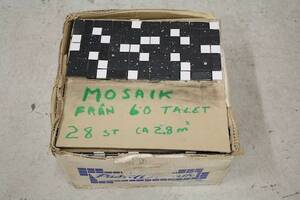 MOSAIK
FRÅN 60 TALET
28 ST CA 2,8 m²